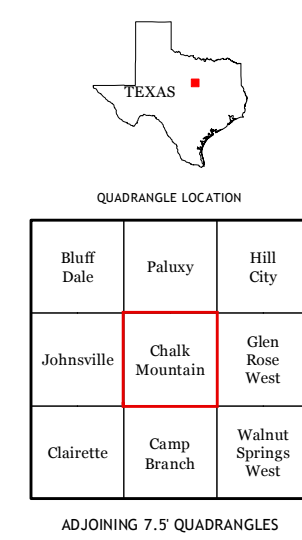 TEXAS
QUADRANGLE LOCATION
Bluff
Dale
Paluxy
Hill
City
Johnsville
Chalk
Mountain
Glen
Rose
West
Clairette
Camp
Branch
Walnut
Springs
West
ADJOINING 7.5' QUADRANGLES